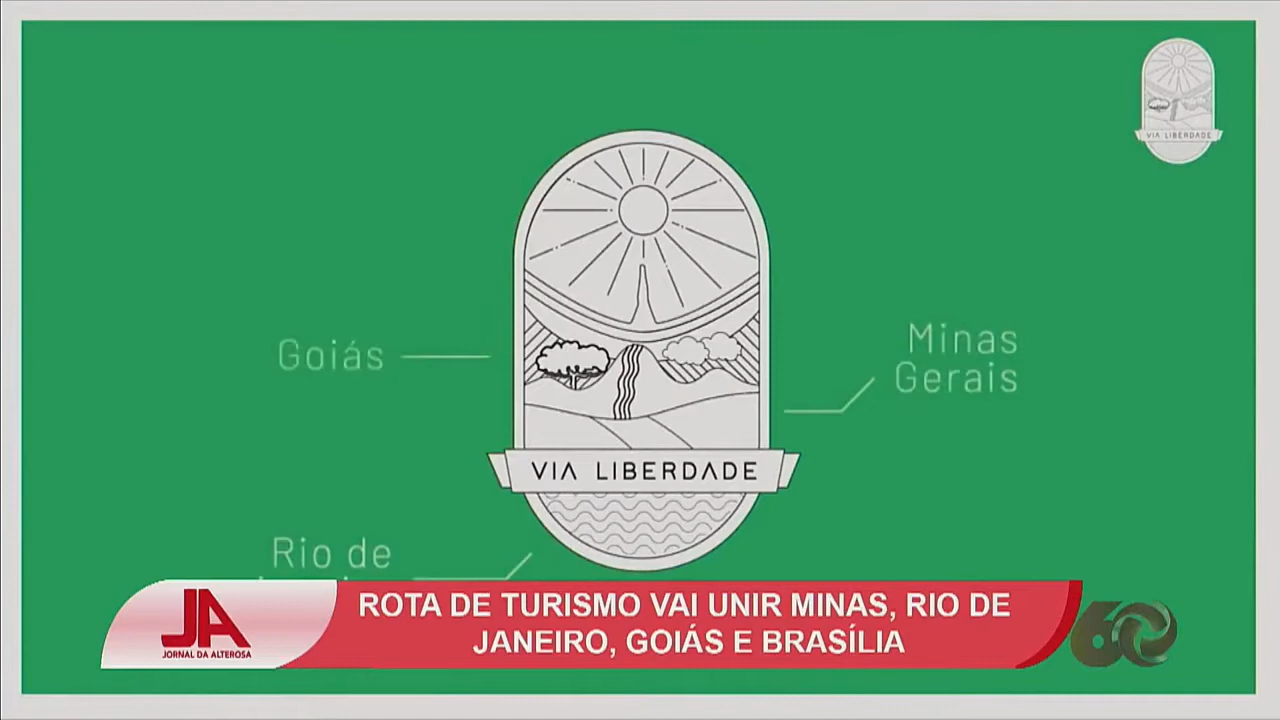 VIA LIBERDADE
Goiás
Minas
Gerais
VIA LIBERDADE
Rio de
JA
JORNAL DA ALTEROSA
ROTA DE TURISMO VAI UNIR MINAS, RIO DE
JANEIRO, GOIÁS E BRASÍLIA
60